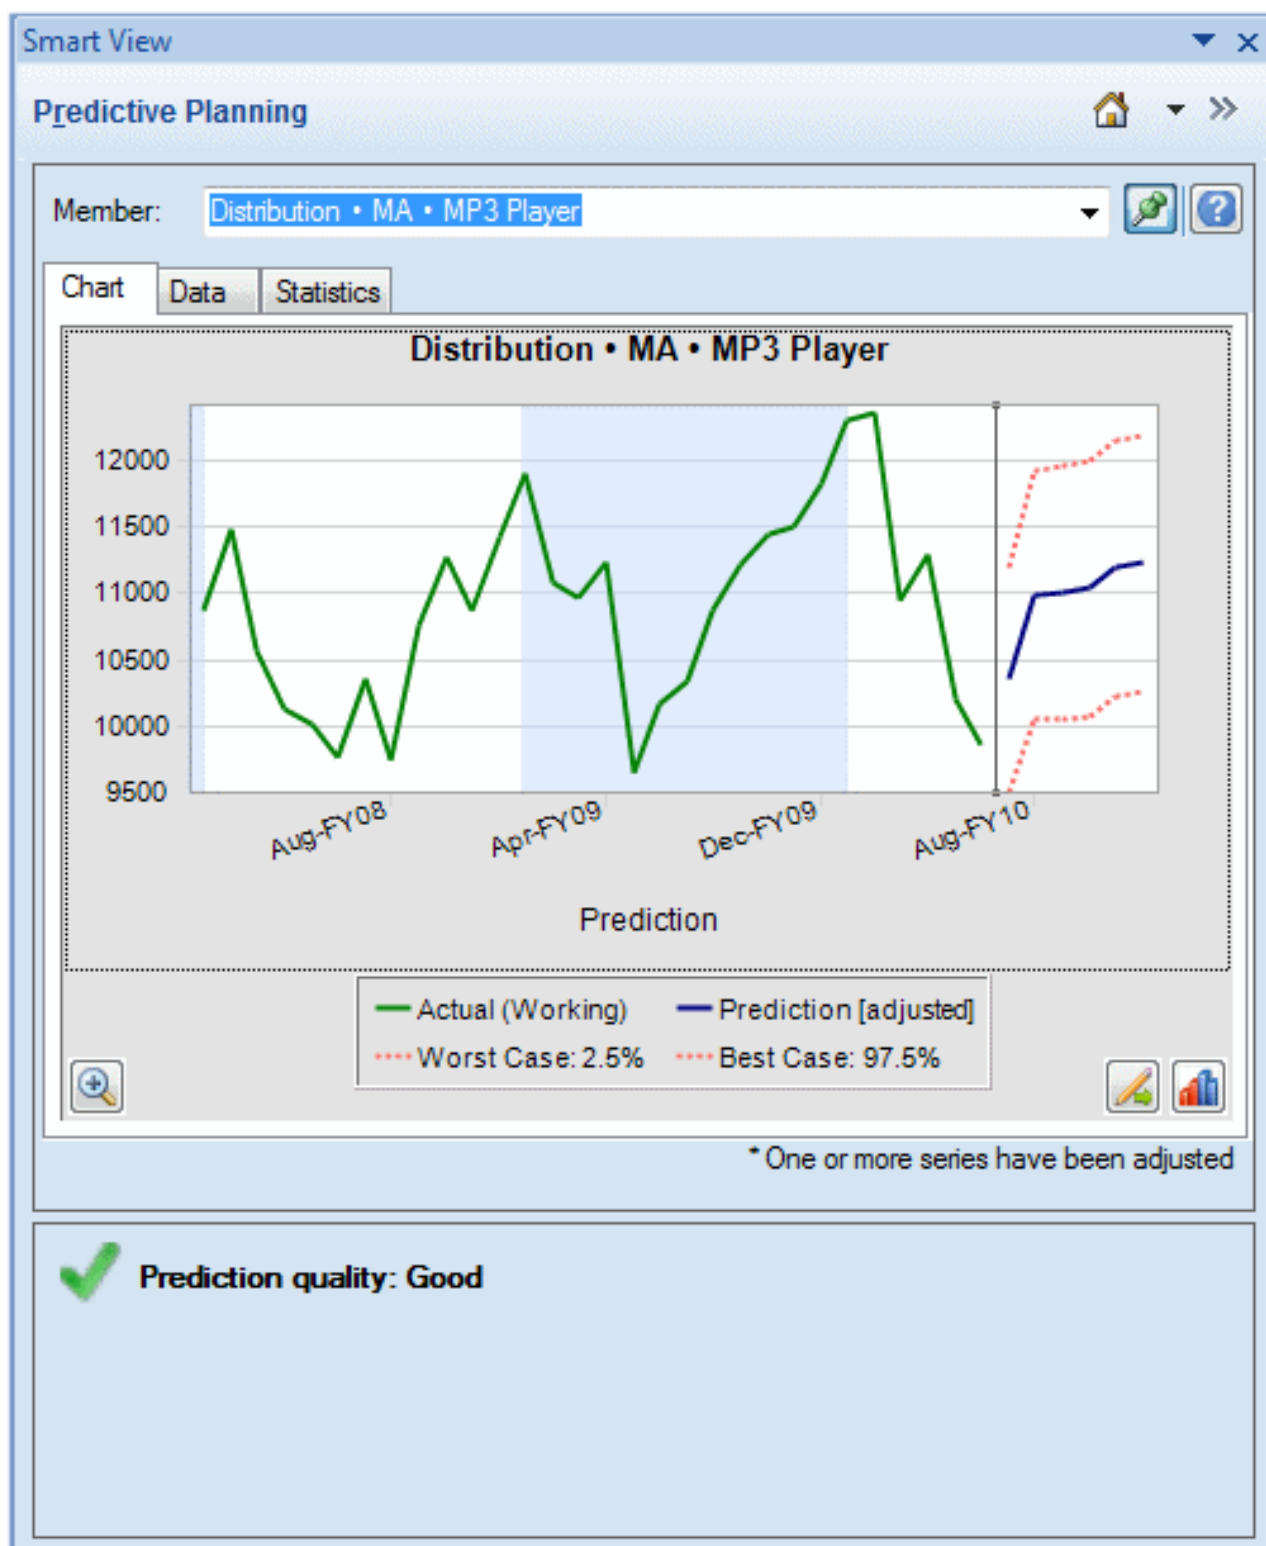 Smart View
Predictive Planning
Member: Distribution • MA • MP3 Player
Chart Data Statistics
Distribution • MA • MP3 Player
12000
11500
11000
10500
10000
9500
Aug-FY08 Apr-FY09 Dec-FY09 Aug-FY10
Prediction
Actual (Working) Prediction [adjusted]
Worst Case: 2.5% Best Case: 97.5%
* One or more series have been adjusted
Prediction quality: Good